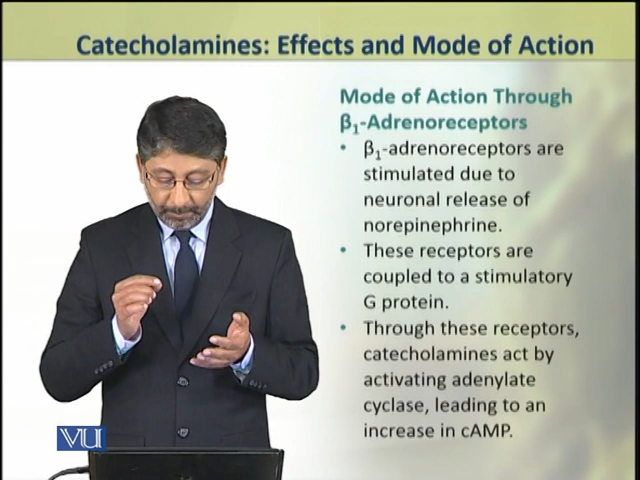 Catecholamines: Effects and Mode of Action
Mode of Action Through
β₁-Adrenoreceptors
• β₁-adrenoreceptors are
stimulated due to
neuronal release of
norepinephrine.
• These receptors are
coupled to a stimulatory
G protein.
• Through these receptors,
catecholamines act by
activating adenylate
cyclase, leading to an
increase in cAMP.
VU